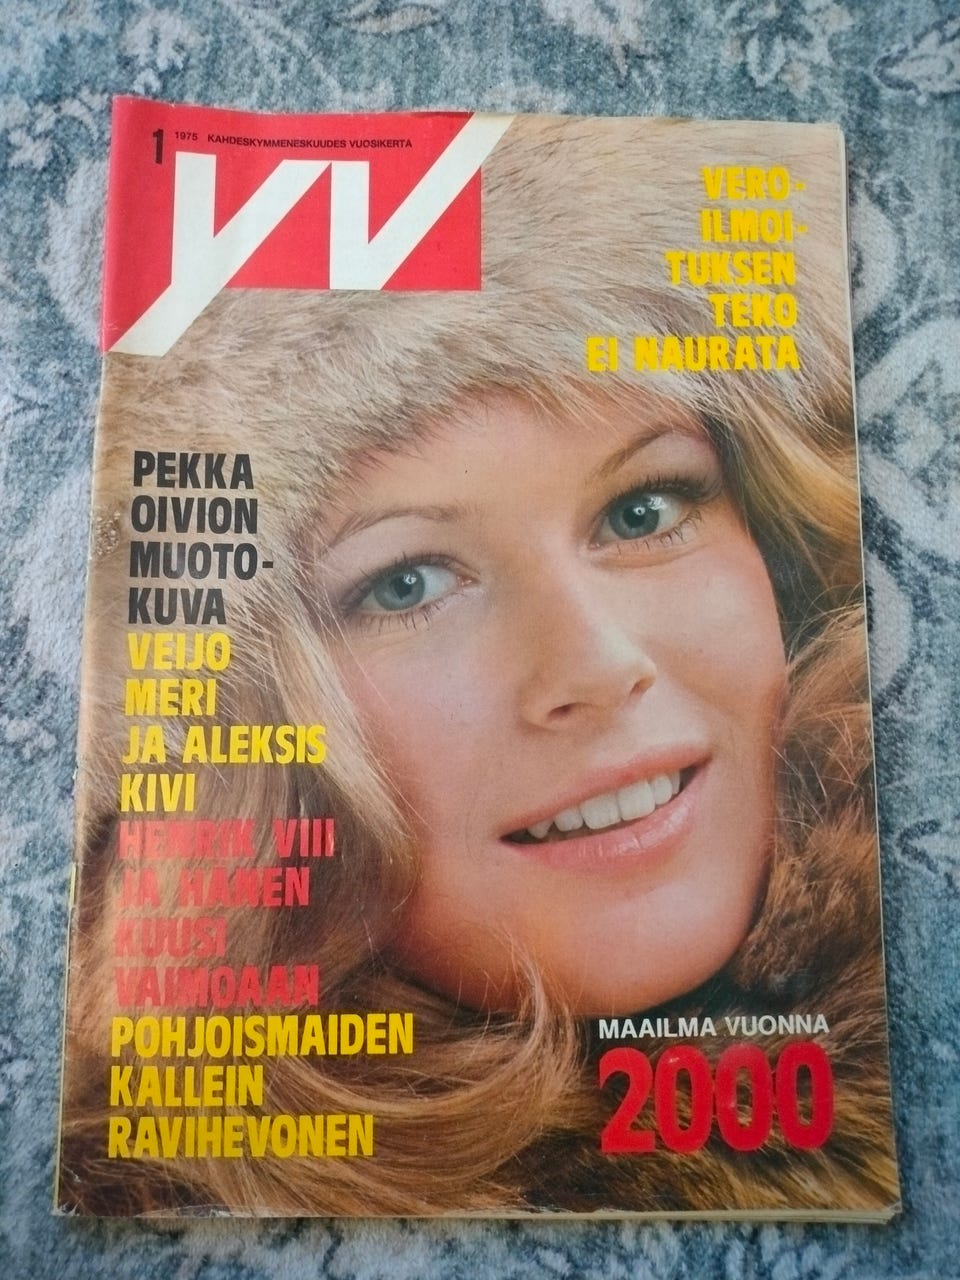 1 1975 KAHDESKYMMENESKUUDES VUOSIKERTA
YV
VERO-
ILMOI-
TUKSEN
TEKO
EI NAURATA
PEKKA
OIVION
MUOTO-
KUVA
VEIJO
MERI
JA ALEKSIS
KIVI
HENRIK VIII
JA HÄNEN
KUUSI
VAIMOAAN
POHJOISMAIDEN
KALLEIN
RAVIHEVONEN
MAAILMA VUONNA
2000